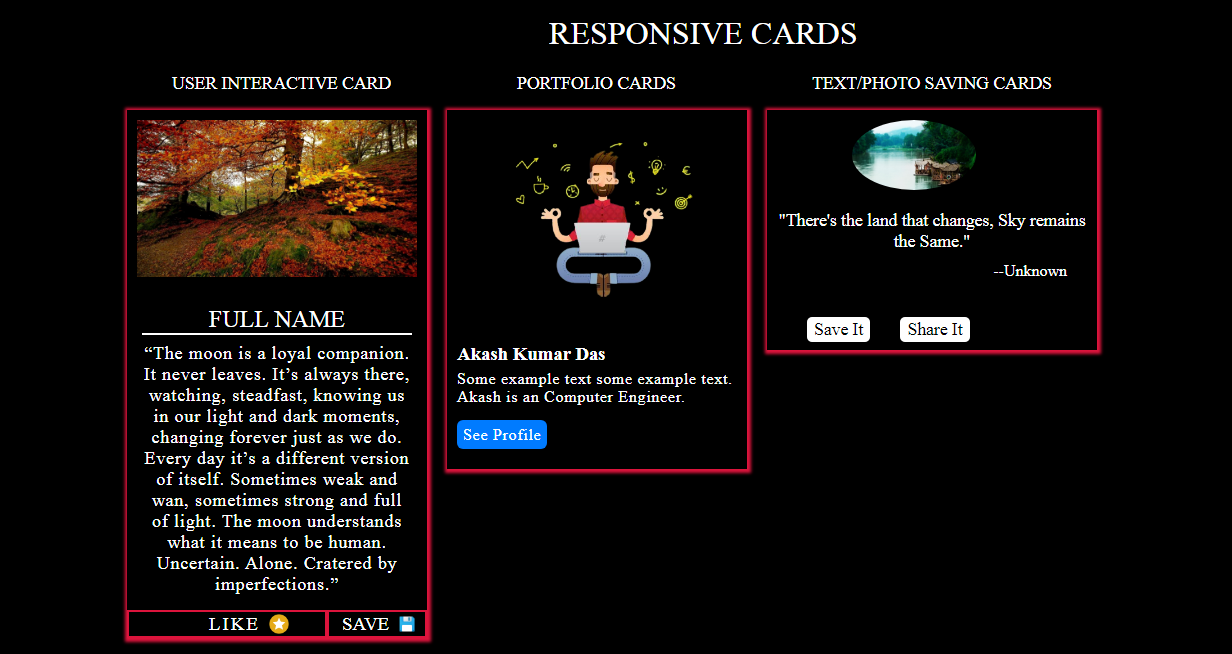 RESPONSIVE CARDS
USER INTERACTIVE CARD
PORTFOLIO CARDS
TEXT/PHOTO SAVING CARDS
FULL NAME
“The moon is a loyal companion.
It never leaves. It’s always there,
watching, steadfast, knowing us
in our light and dark moments,
changing forever just as we do.
Every day it’s a different version
of itself. Sometimes weak and
wan, sometimes strong and full
of light. The moon understands
what it means to be human.
Uncertain. Alone. Cratered by
imperfections.”
LIKE
SAVE
Akash Kumar Das
Some example text some example text.
Akash is an Computer Engineer.
See Profile
"There's the land that changes, Sky remains
the Same."
--Unknown
Save It
Share It